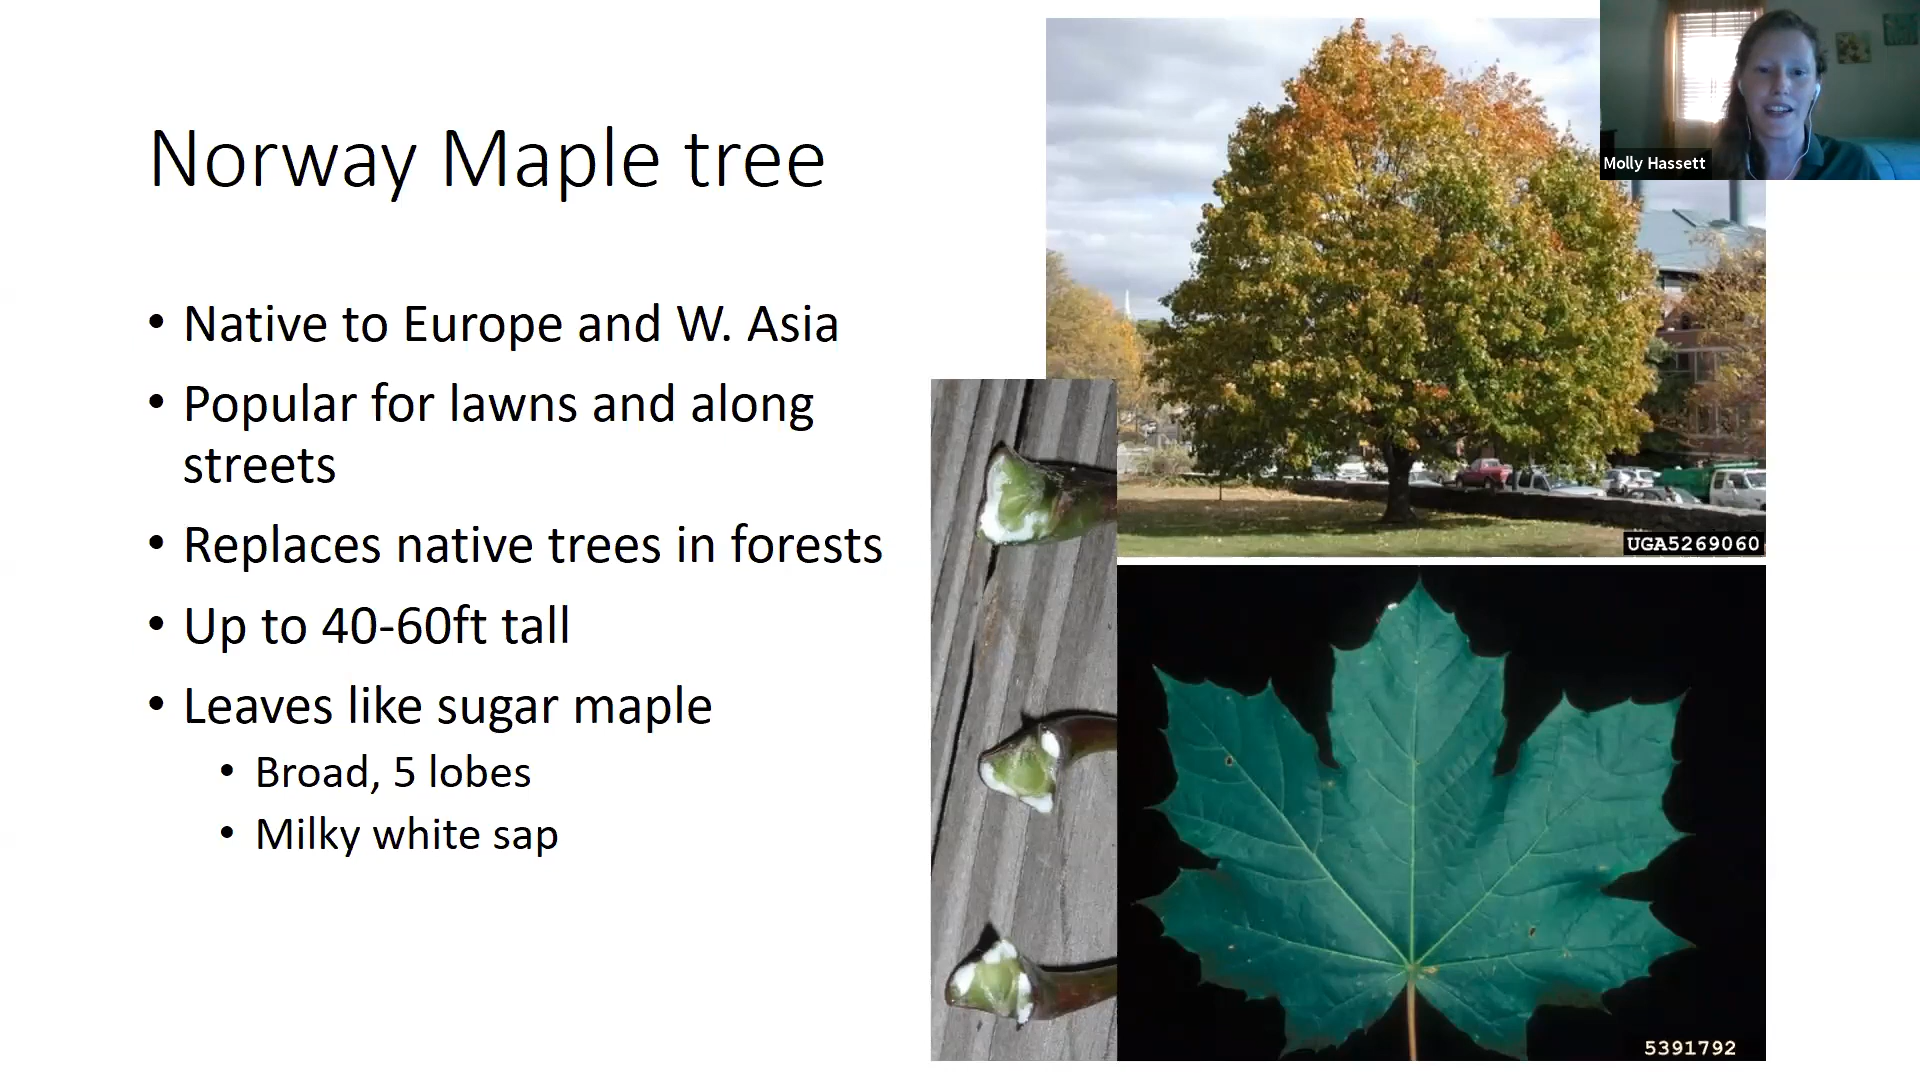 Norway Maple tree
Molly Hassett
• Native to Europe and W. Asia
• Popular for lawns and along
streets
• Replaces native trees in forests
• Up to 40-60ft tall
• Leaves like sugar maple
• Broad, 5 lobes
• Milky white sap
UGA5269060
5391792